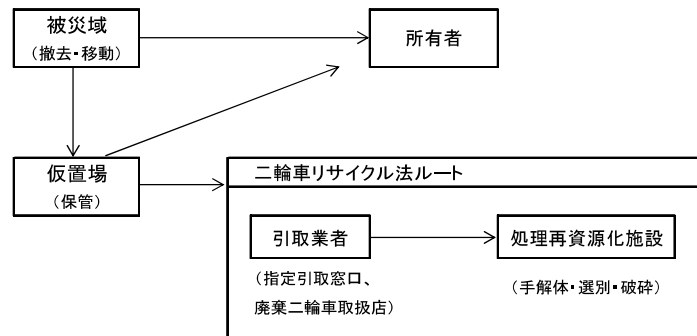 被災域
(撤去・移動)
所有者
仮置場
(保管)
二輪車リサイクル法ルート
引取業者
処理再資源化施設
(指定引取窓口、
廃棄二輪車取扱店)
(手解体・選別・破砕)